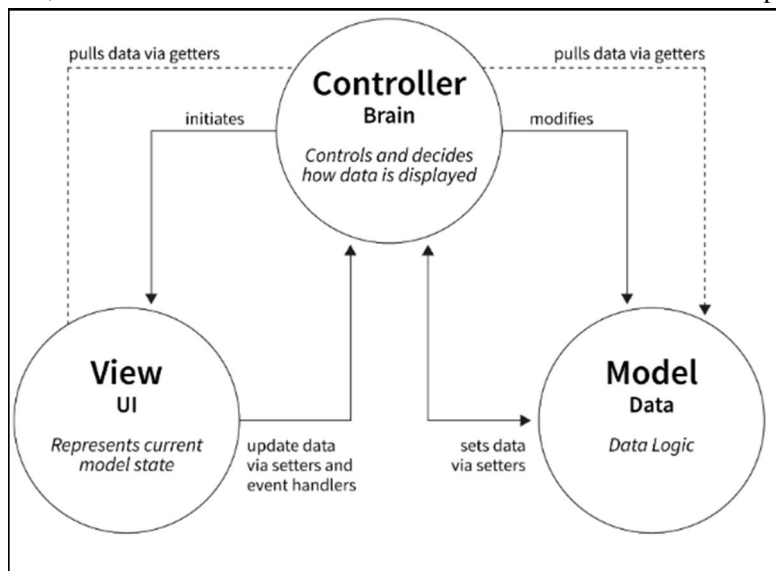 pulls data via getters
pulls data via getters
Controller
Brain
initiates
modifies
Controls and decides
how data is displayed
View
UI
Represents current
model state
Model
Data
Data Logic
update data
via setters and
event handlers
sets data
via setters